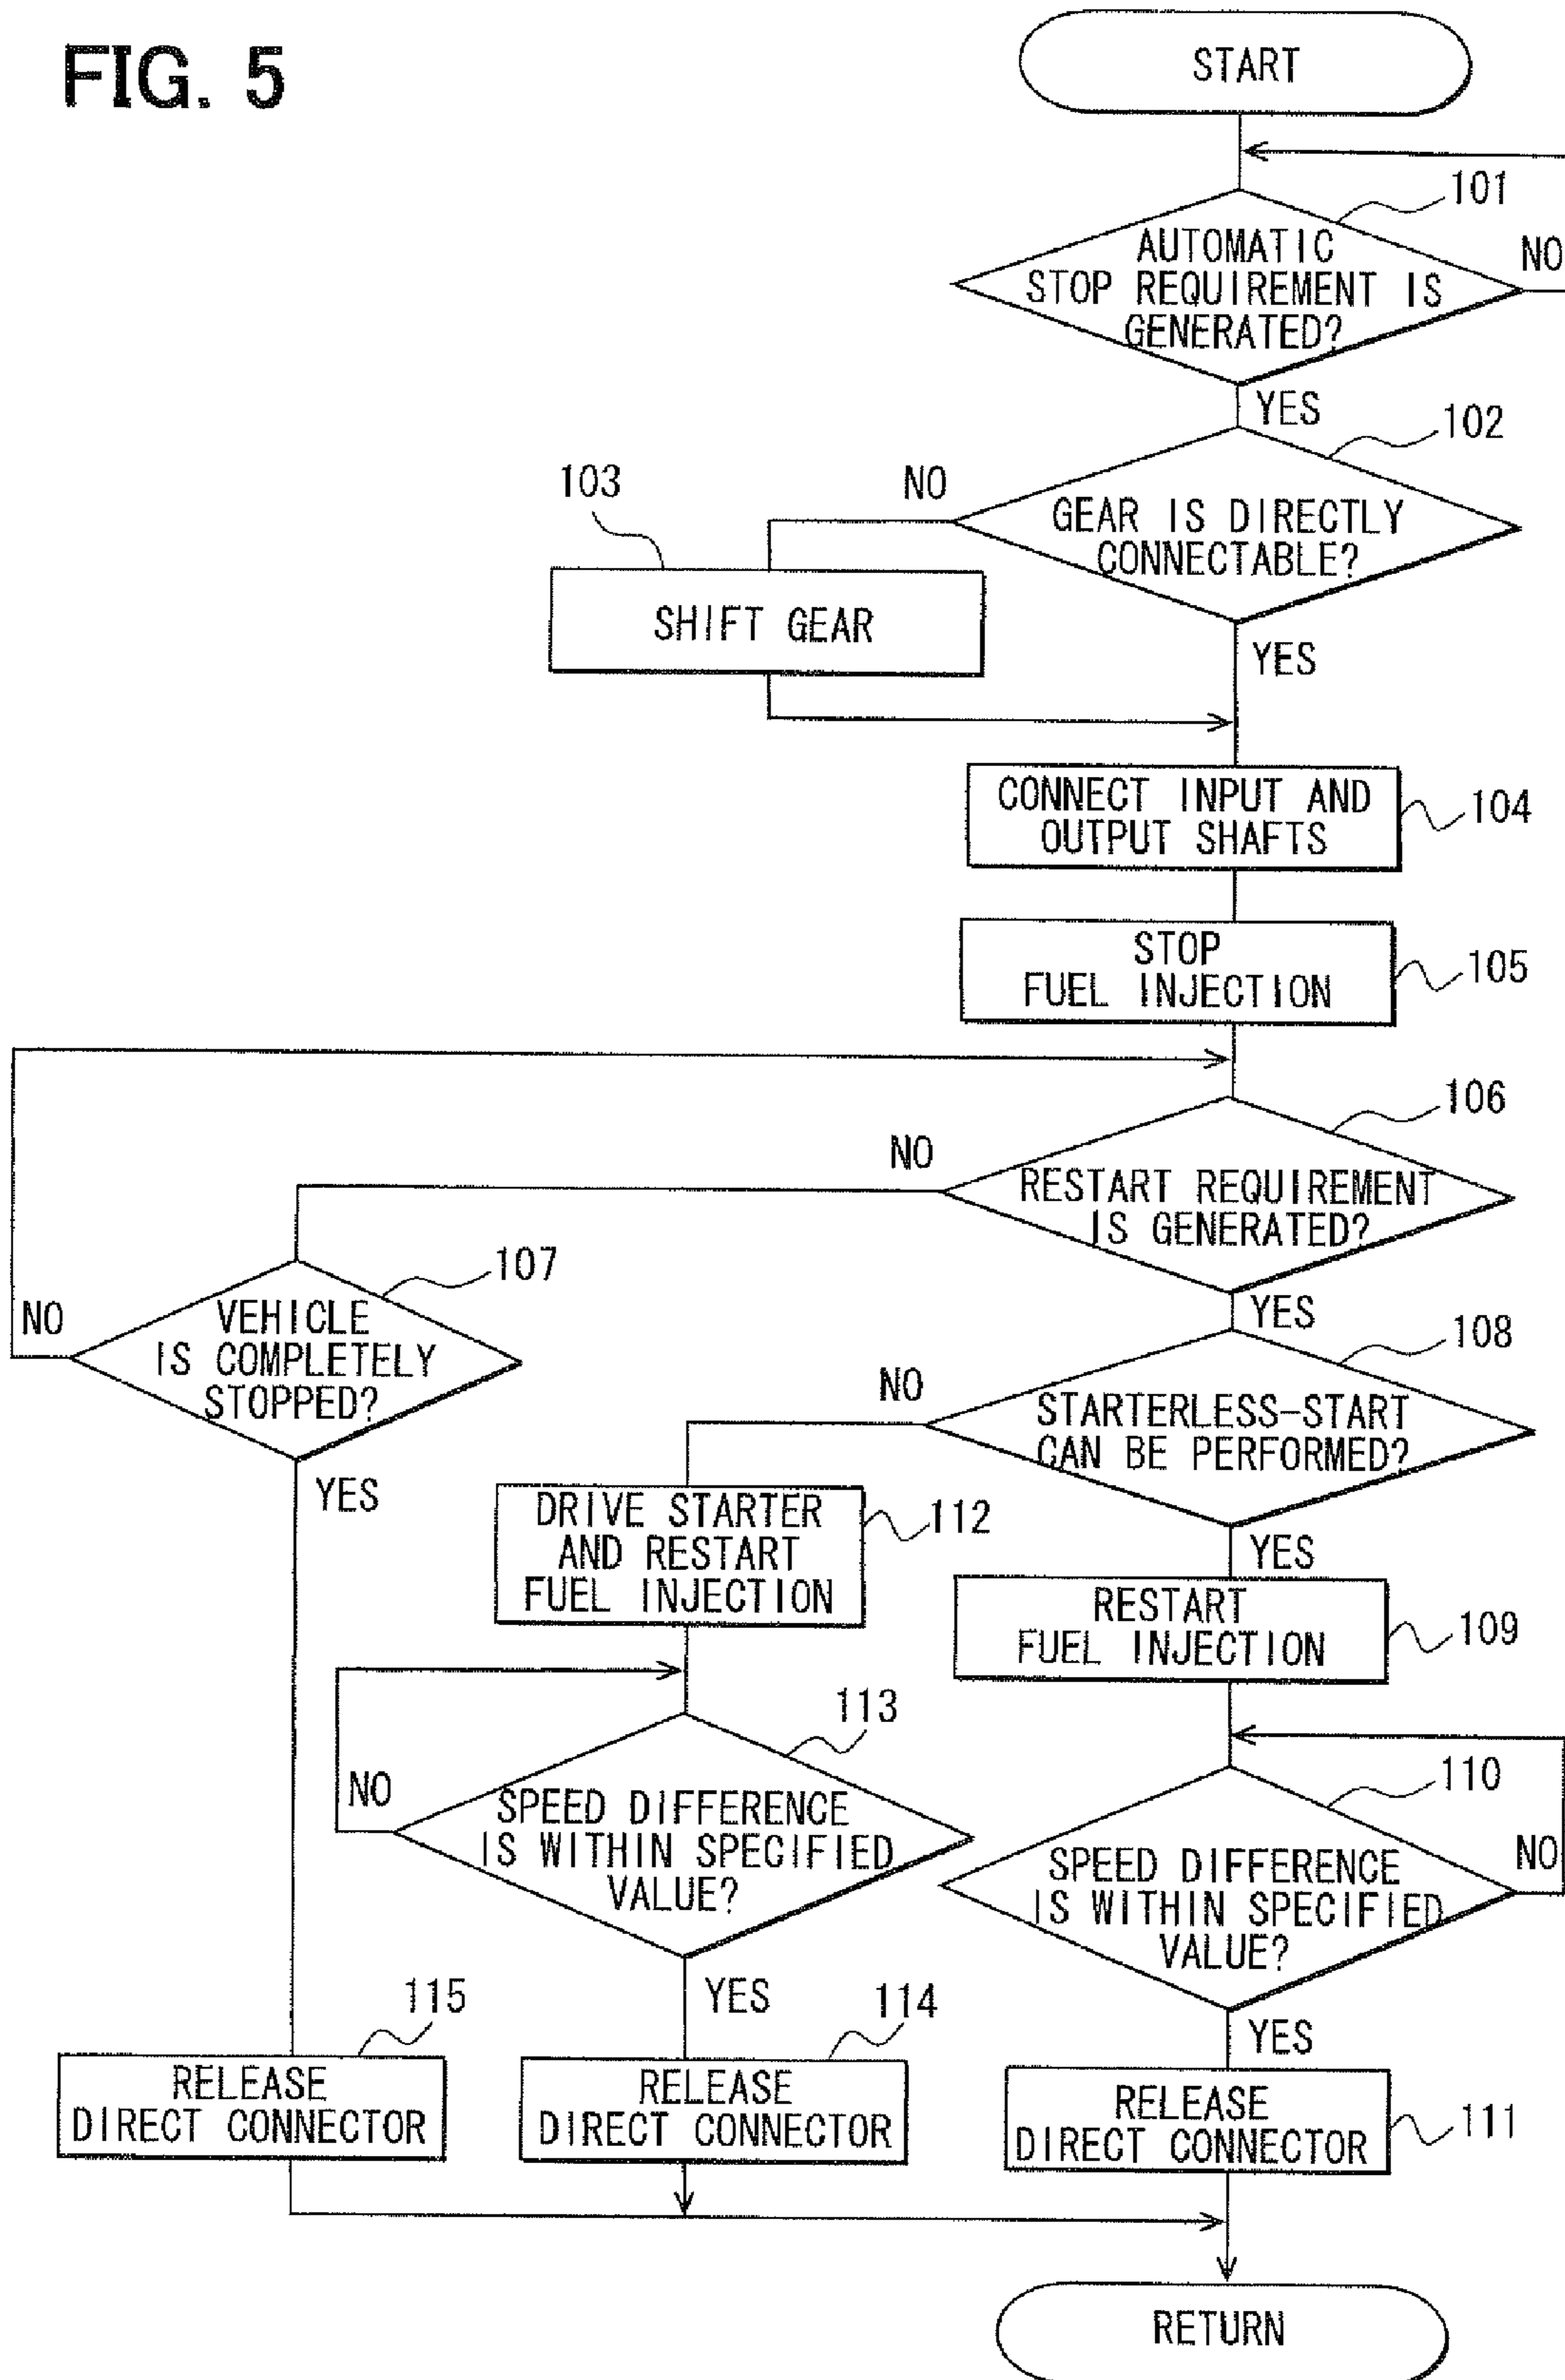 FIG. 5
START
101
AUTOMATIC
STOP REQUIREMENT IS
GENERATED?
NO
YES
102
GEAR IS DIRECTLY
CONNECTABLE?
NO
103
SHIFT GEAR
YES
CONNECT INPUT AND
OUTPUT SHAFTS
104
STOP
FUEL INJECTION
105
106
RESTART REQUIREMENT
IS GENERATED?
NO
107
VEHICLE
IS COMPLETELY
STOPPED?
NO
YES
YES
108
STARTERLESS-START
CAN BE PERFORMED?
NO
DRIVE STARTER
AND RESTART
FUEL INJECTION
112
YES
RESTART
FUEL INJECTION
109
113
SPEED DIFFERENCE
IS WITHIN SPECIFIED
VALUE?
NO
YES
110
SPEED DIFFERENCE
IS WITHIN SPECIFIED
VALUE?
NO
YES
115
RELEASE
DIRECT CONNECTOR
114
RELEASE
DIRECT CONNECTOR
RELEASE
DIRECT CONNECTOR
111
RETURN